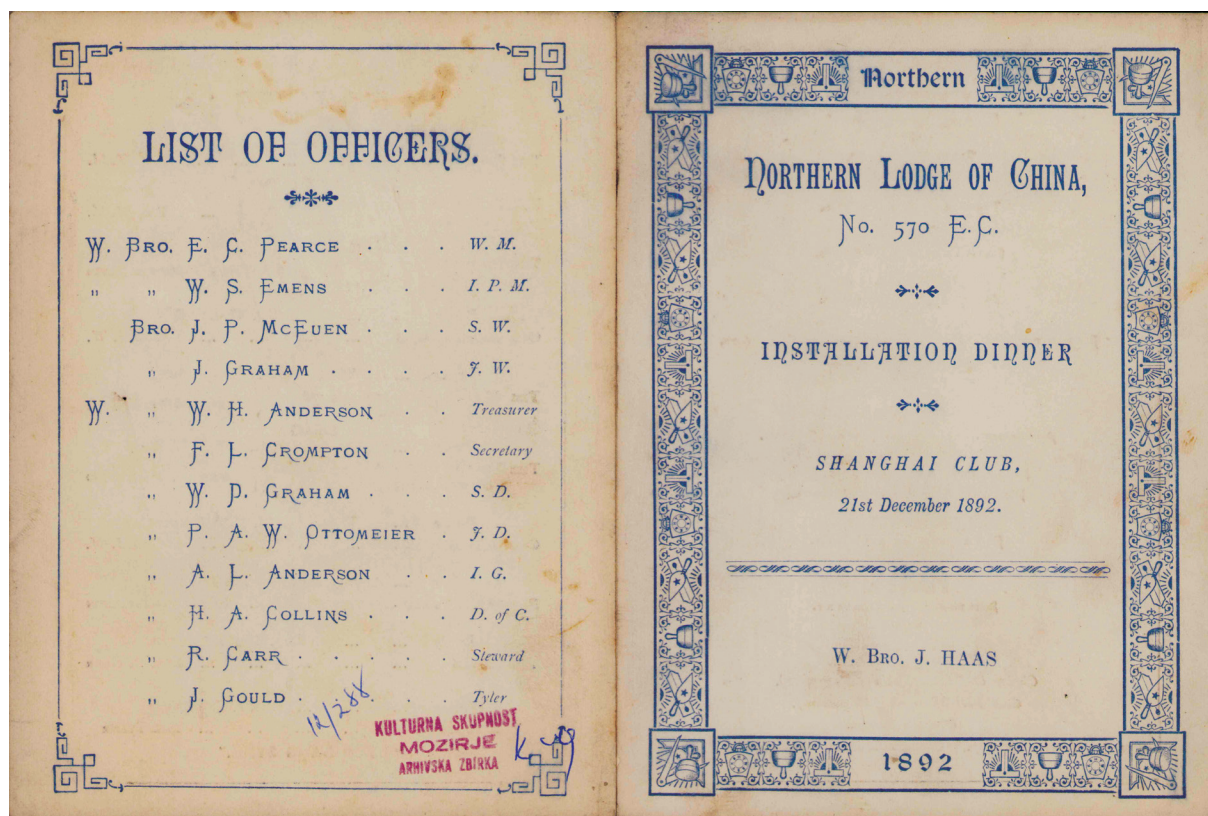 LIST OF OFFICERS.
W. BRO. E. C. PEARCE . . . W. M.
„ „ W. S. EMENS . . . I. P. M.
BRO. J. P. MCEUEN . . . S. W.
„ J. GRAHAM . . . . J. W.
W. „ W. H. ANDERSON . . Treasurer
„ F. L. CROMPTON . . Secretary
„ W. D. GRAHAM . . . S. D.
„ P. A. W. OTTOMEIER . J. D.
„ A. L. ANDERSON . . . I. G.
„ H. A. COLLINS . . . D. of C.
„ R. CARR . . . . . Steward
„ J. GOULD . . . . Tyler
12/288
KULTURNA SKUPNOST
MOZIRJE
ARHIVSKA ZBIRKA
Northern
NORTHERN LODGE OF CHINA,
No. 570 E.C.
INSTALLATION DINNER
SHANGHAI CLUB,
21st December 1892.
W. BRO. J. HAAS
1892